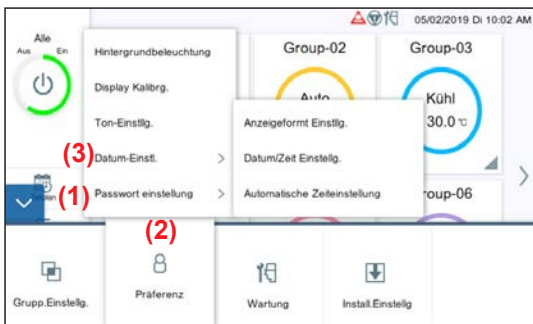 05/02/2019 Di 10:02 AM
Alle
Aus Ein
Hintergrundbeleuchtung
Display Kalibrg.
Ton-Einstllg.
(3) Datum-Einstl. >
(1) Passwort einstellung >
(2)
Group-02
Auto
Group-03
Kühl
30.0 °C
Anzeigeformt Einstllg.
Datum/Zeit Einstellg.
Automatische Zeiteinstellung
roup-06
Grupp.Einstellg.
Präferenz
Wartung
Install.Einstellg